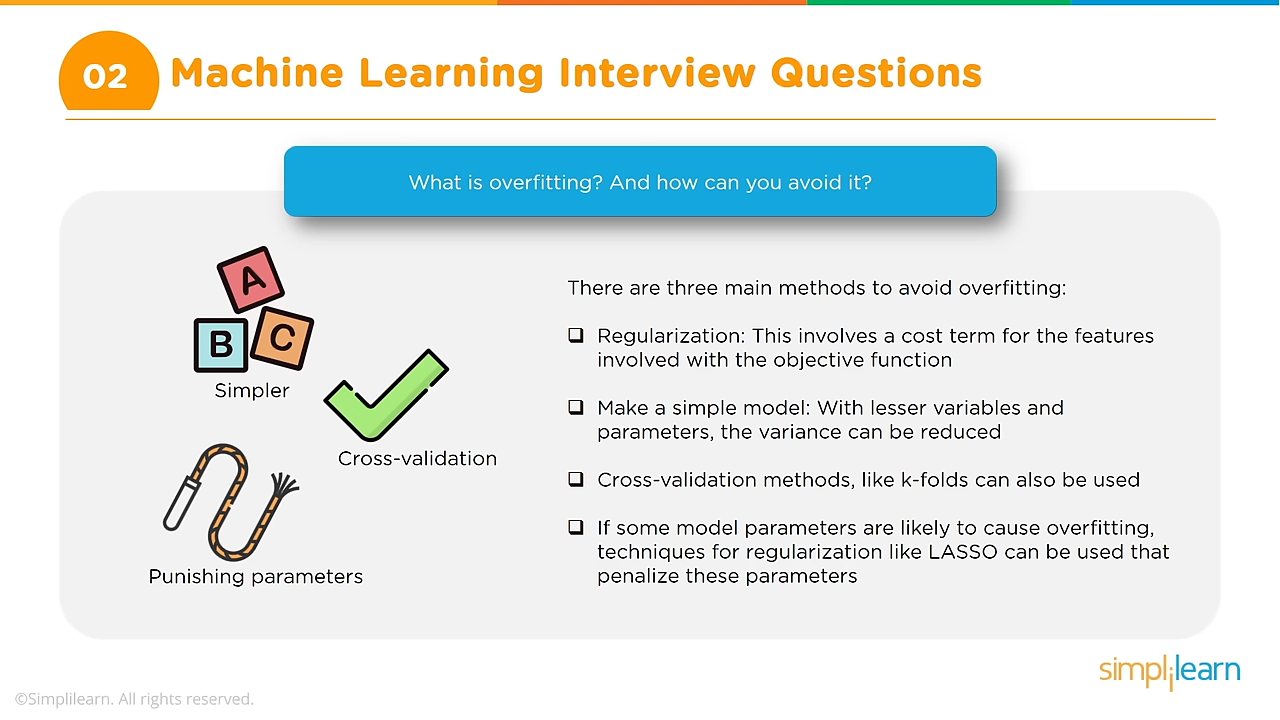 02
Machine Learning Interview Questions
What is overfitting? And how can you avoid it?
A
B
C
Simpler
Cross-validation
Punishing parameters
There are three main methods to avoid overfitting:
❑ Regularization: This involves a cost term for the features
involved with the objective function
❑ Make a simple model: With lesser variables and
parameters, the variance can be reduced
❑ Cross-validation methods, like k-folds can also be used
❑ If some model parameters are likely to cause overfitting,
techniques for regularization like LASSO can be used that
penalize these parameters
simplilearn
©Simplilearn. All rights reserved.